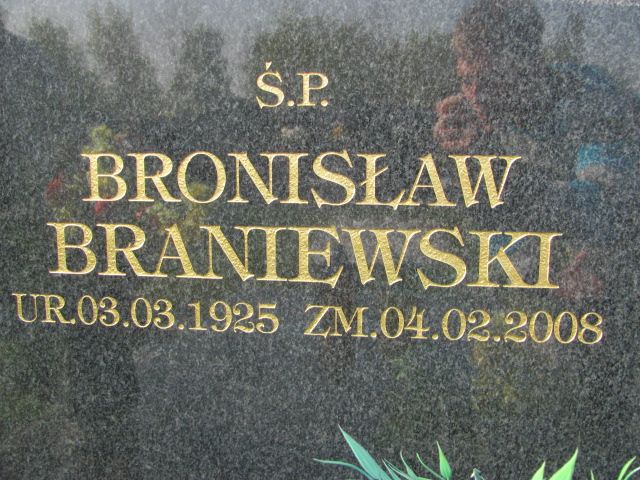 Ś.P.
BRONISŁAW
BRANIEWSKI
UR.03.03.1925 ZM.04.02.2008